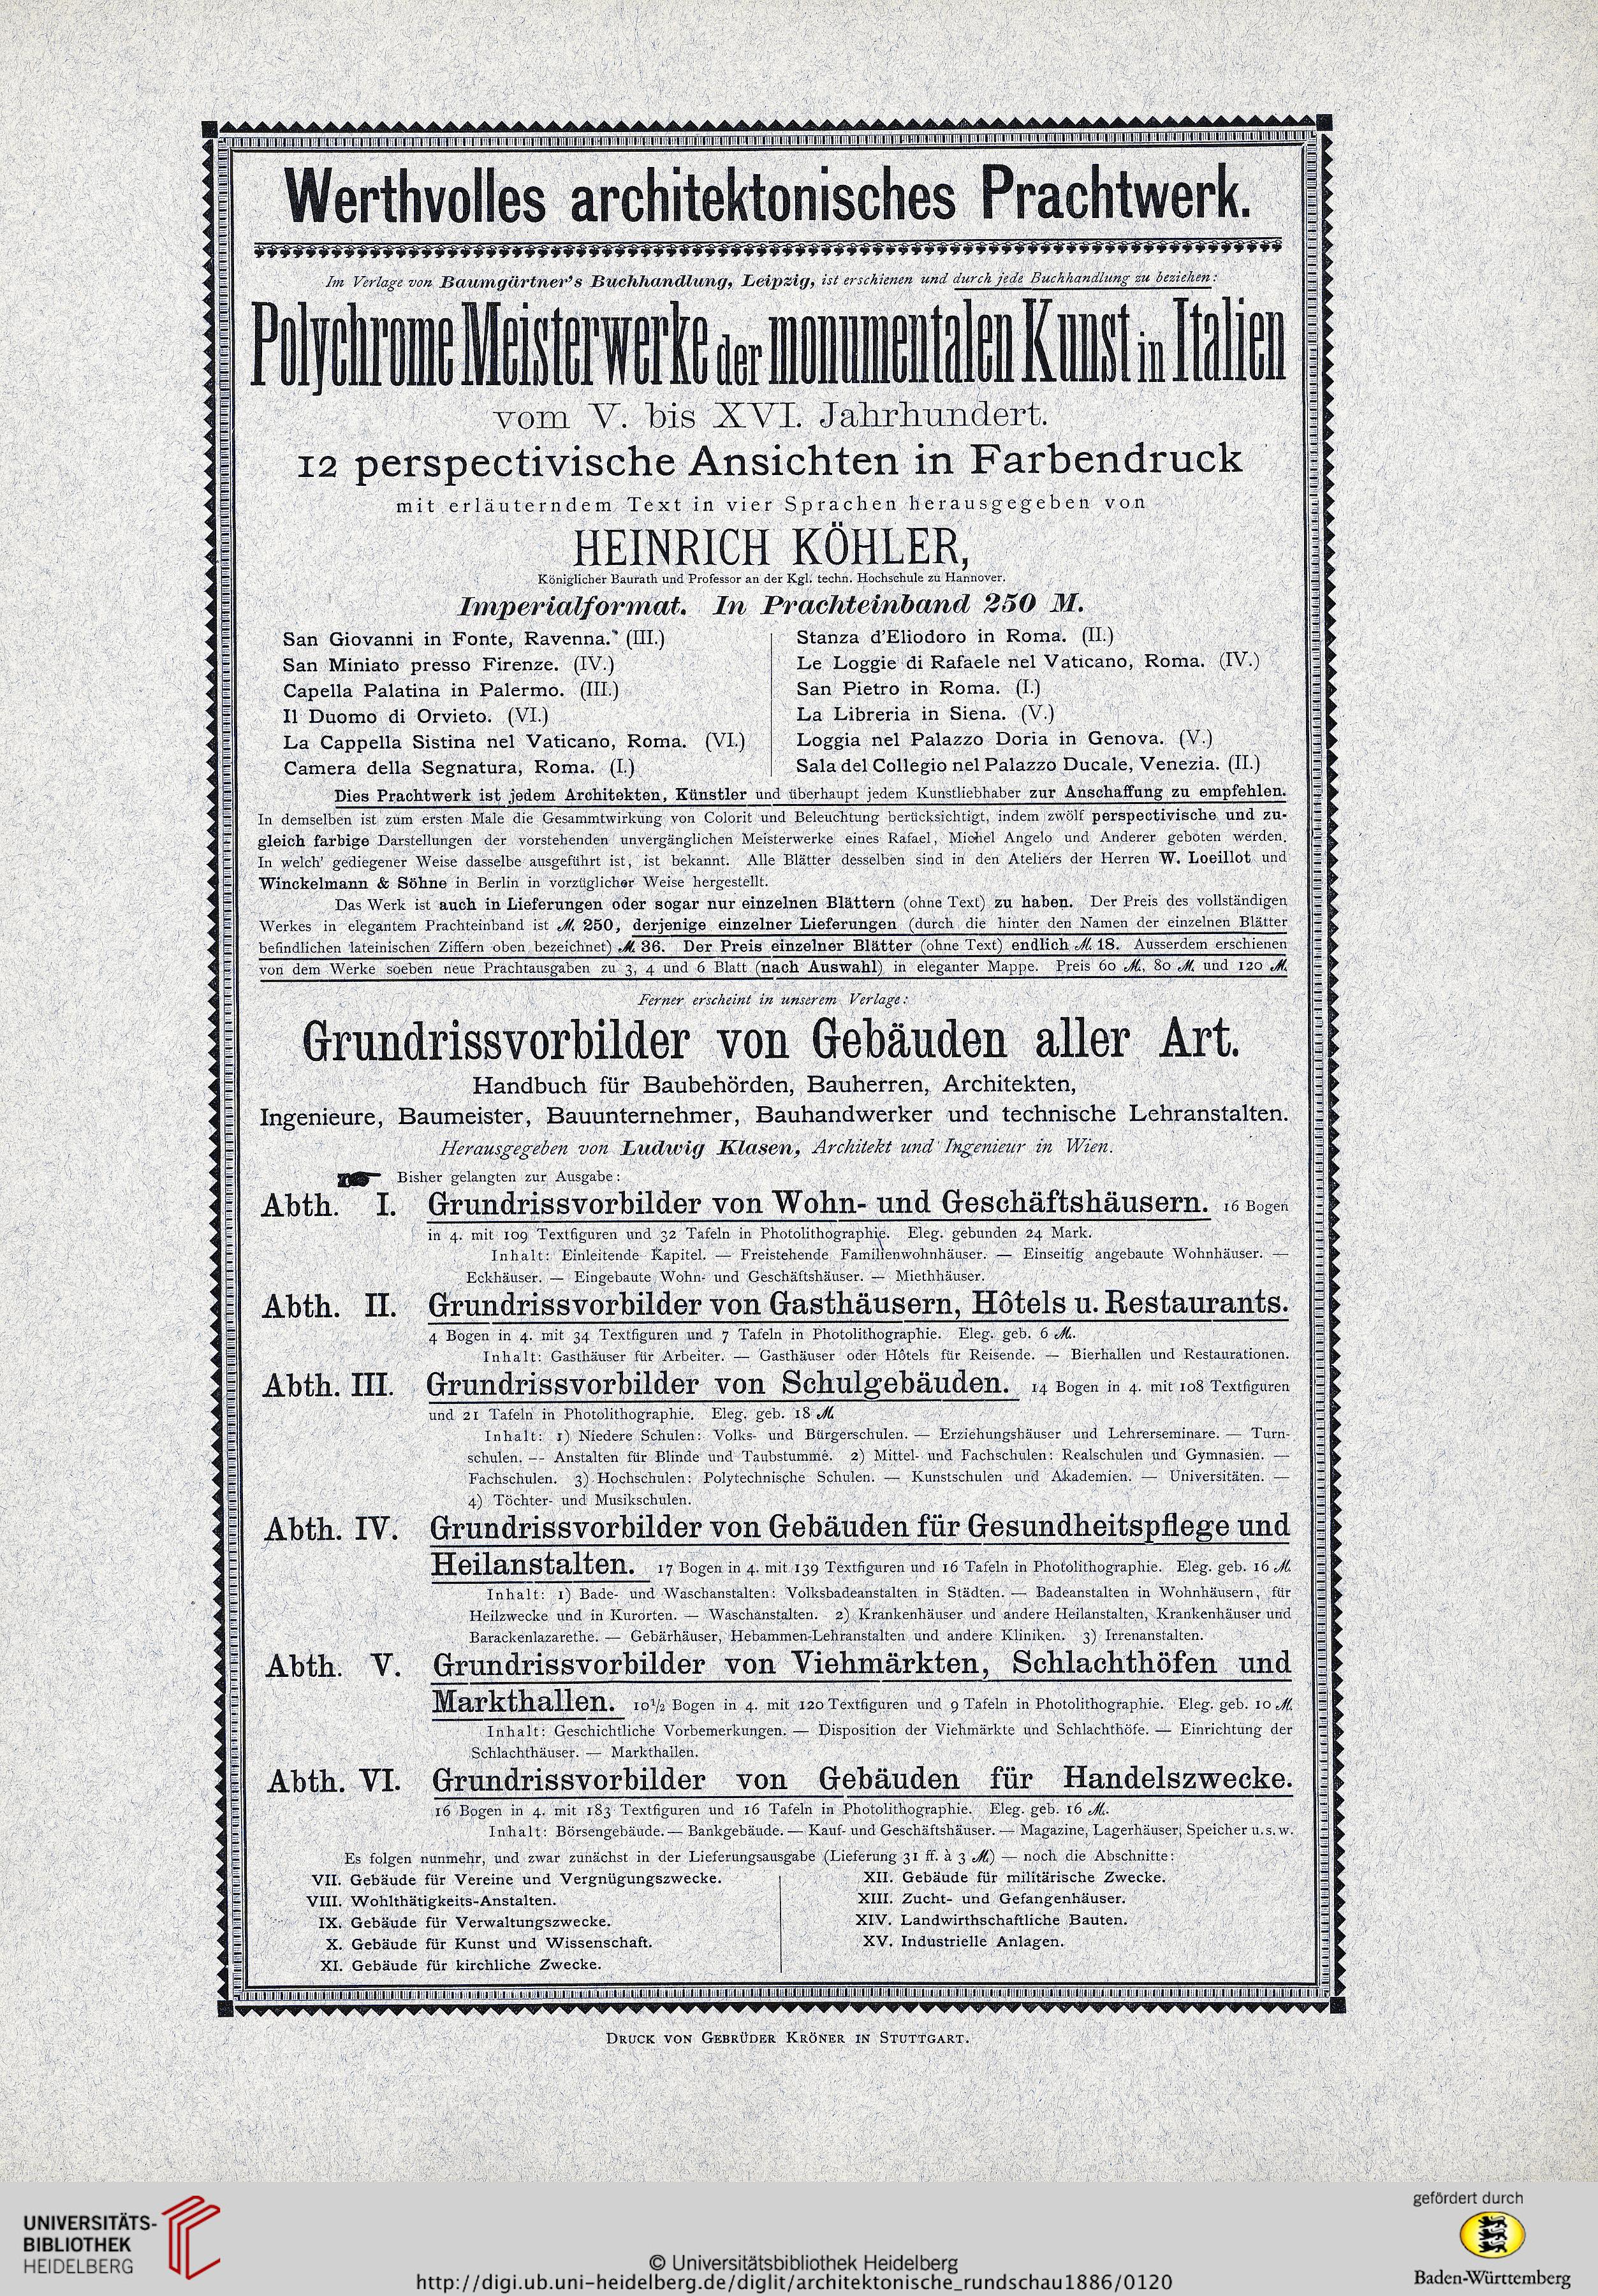 Werthvolles architektonisches Prachtwerk.
Im Verlage von Baumgärtner's Buchhandlung, Leipzig, ist erschienen und durch jede Buchhandlung zu beziehen:
Polychrome Meisterwerke der monumentalen Kunst in Italien
vom V. bis XVI. Jahrhundert.
12 perspectivische Ansichten in Farbendruck
mit erläuterndem Text in vier Sprachen herausgegeben von
HEINRICH KÖHLER,
Königlicher Baurath und Professor an der Kgl. techn. Hochschule zu Hannover.
Imperialformat. In Prachteinband 250 M.
San Giovanni in Fonte, Ravenna. (III.)
San Miniato presso Firenze. (IV.)
Capella Palatina in Palermo. (III.)
Il Duomo di Orvieto. (VI.)
La Cappella Sistina nel Vaticano, Roma. (VI.)
Camera della Segnatura, Roma. (I.)
Stanza d'Eliodoro in Roma. (II.)
Le Loggie di Rafaele nel Vaticano, Roma. (IV.)
San Pietro in Roma. (I.)
La Libreria in Siena. (V.)
Loggia nel Palazzo Doria in Genova. (V.)
Sala del Collegio nel Palazzo Ducale, Venezia. (II.)
Dies Prachtwerk ist jedem Architekten, Künstler und überhaupt jedem Kunstliebhaber zur Anschaffung zu empfehlen.
In demselben ist zum ersten Male die Gesammtwirkung von Colorit und Beleuchtung berücksichtigt, indem zwölf perspectivische und zu-
gleich farbige Darstellungen der vorstehenden unvergänglichen Meisterwerke eines Rafael, Michel Angelo und Anderer geboten werden.
In welch' gediegener Weise dasselbe ausgeführt ist, ist bekannt. Alle Blätter desselben sind in den Ateliers der Herren W. Loeillot und
Winckelmann & Söhne in Berlin in vorzüglicher Weise hergestellt.
Das Werk ist auch in Lieferungen oder sogar nur einzelnen Blättern (ohne Text) zu haben. Der Preis des vollständigen
Werkes in elegantem Prachteinband ist M. 250, derjenige einzelner Lieferungen (durch die hinter den Namen der einzelnen Blätter
befindlichen lateinischen Ziffern oben bezeichnet) M. 36. Der Preis einzelner Blätter (ohne Text) endlich M. 18. Ausserdem erschienen
von dem Werke soeben neue Prachtausgaben zu 3, 4 und 6 Blatt (nach Auswahl) in eleganter Mappe. Preis 60 M., 80 M. und 120 M.
Ferner erscheint in unserem Verlage:
Grundrissvorbilder von Gebäuden aller Art.
Handbuch für Baubehörden, Bauherren, Architekten,
Ingenieure, Baumeister, Bauunternehmer, Bauhandwerker und technische Lehranstalten.
Herausgegeben von Ludwig Klasen, Architekt und Ingenieur in Wien.
Bisher gelangten zur Ausgabe:
Abth. I. Grundrissvorbilder von Wohn- und Geschäftshäusern. 16 Bogen
in 4. mit 109 Textfiguren und 32 Tafeln in Photolithographie. Eleg. gebunden 24 Mark.
Inhalt: Einleitende Kapitel. — Freistehende Familienwohnhäuser. — Einseitig angebaute Wohnhäuser. —
Eckhäuser. — Eingebaute Wohn- und Geschäftshäuser. — Miethhäuser.
Abth. II. Grundrissvorbilder von Gasthäusern, Hôtels u. Restaurants.
4 Bogen in 4. mit 34 Textfiguren und 7 Tafeln in Photolithographie. Eleg. geb. 6 M.
Inhalt: Gasthäuser für Arbeiter. — Gasthäuser oder Hôtels für Reisende. — Bierhallen und Restaurationen.
Abth. III. Grundrissvorbilder von Schulgebäuden. 14 Bogen in 4. mit 108 Textfiguren
und 21 Tafeln in Photolithographie. Eleg. geb. 18 M.
Inhalt: 1) Niedere Schulen: Volks- und Bürgerschulen. — Erziehungshäuser und Lehrerseminare. — Turn-
schulen. — Anstalten für Blinde und Taubstumme. 2) Mittel- und Fachschulen: Realschulen und Gymnasien. —
Fachschulen. 3) Hochschulen: Polytechnische Schulen. — Kunstschulen und Akademien. — Universitäten. —
4) Töchter- und Musikschulen.
Abth. IV. Grundrissvorbilder von Gebäuden für Gesundheitspflege und
Heilanstalten. 17 Bogen in 4. mit 139 Textfiguren und 16 Tafeln in Photolithographie. Eleg. geb. 16 M.
Inhalt: 1) Bade- und Waschanstalten: Volksbadeanstalten in Städten. — Badeanstalten in Wohnhäusern, für
Heilzwecke und in Kurorten. — Waschanstalten. 2) Krankenhäuser und andere Heilanstalten, Krankenhäuser und
Barackenlazarethe. — Gebärhäuser, Hebammen-Lehranstalten und andere Kliniken. 3) Irrenanstalten.
Abth. V. Grundrissvorbilder von Viehmärkten, Schlachthöfen und
Markthallen. 10½ Bogen in 4. mit 120 Textfiguren und 9 Tafeln in Photolithographie. Eleg. geb. 10 M.
Inhalt: Geschichtliche Vorbemerkungen. — Disposition der Viehmärkte und Schlachthöfe. — Einrichtung der
Schlachthäuser. — Markthallen.
Abth. VI. Grundrissvorbilder von Gebäuden für Handelszwecke.
16 Bogen in 4. mit 183 Textfiguren und 16 Tafeln in Photolithographie. Eleg. geb. 16 M.
Inhalt: Börsengebäude. — Bankgebäude. — Kauf- und Geschäftshäuser. — Magazine, Lagerhäuser, Speicher u. s. w.
Es folgen nunmehr, und zwar zunächst in der Lieferungsausgabe (Lieferung 31 ff. à 3 M.) — noch die Abschnitte:
VII. Gebäude für Vereine und Vergnügungszwecke.
VIII. Wohlthätigkeits-Anstalten.
IX. Gebäude für Verwaltungszwecke.
X. Gebäude für Kunst und Wissenschaft.
XI. Gebäude für kirchliche Zwecke.
XII. Gebäude für militärische Zwecke.
XIII. Zucht- und Gefangenhäuser.
XIV. Landwirthschaftliche Bauten.
XV. Industrielle Anlagen.
DRUCK VON GEBRÜDER KRÖNER IN STUTTGART.
UNIVERSITÄTS-
BIBLIOTHEK
HEIDELBERG
© Universitätsbibliothek Heidelberg
http://digi.ub.uni-heidelberg.de/diglit/architektonische_rundschau1886/0120
gefördert durch
Baden-Württemberg